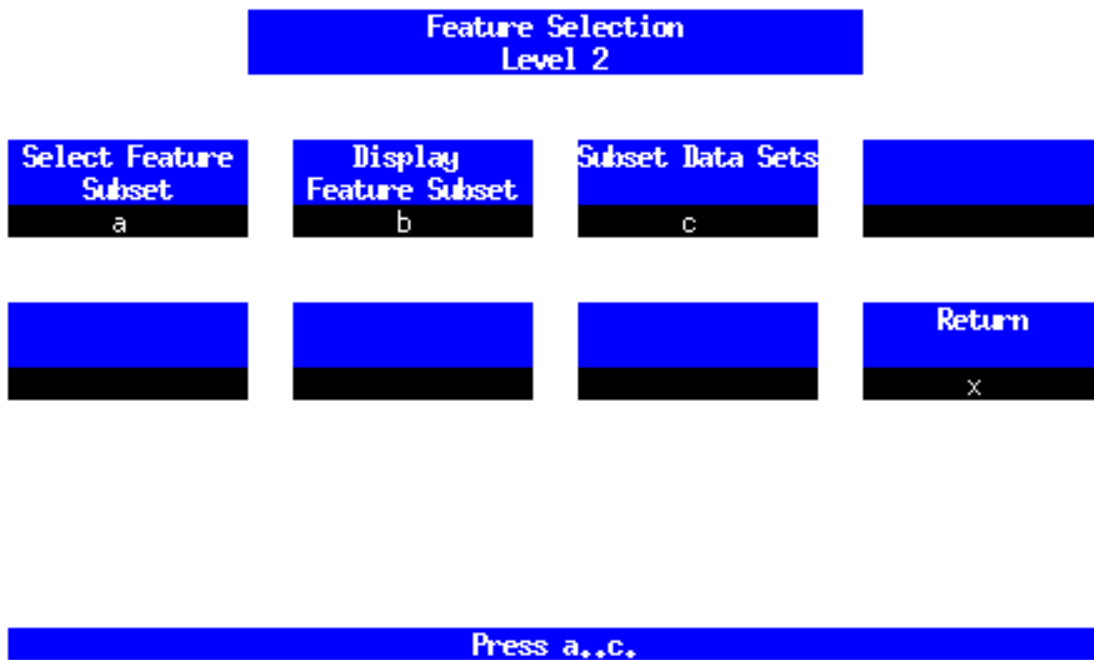 Feature Selection
Level 2
Select Feature
Subset
a
Display
Feature Subset
b
Subset Data Sets
c
Return
x
Press a..c.